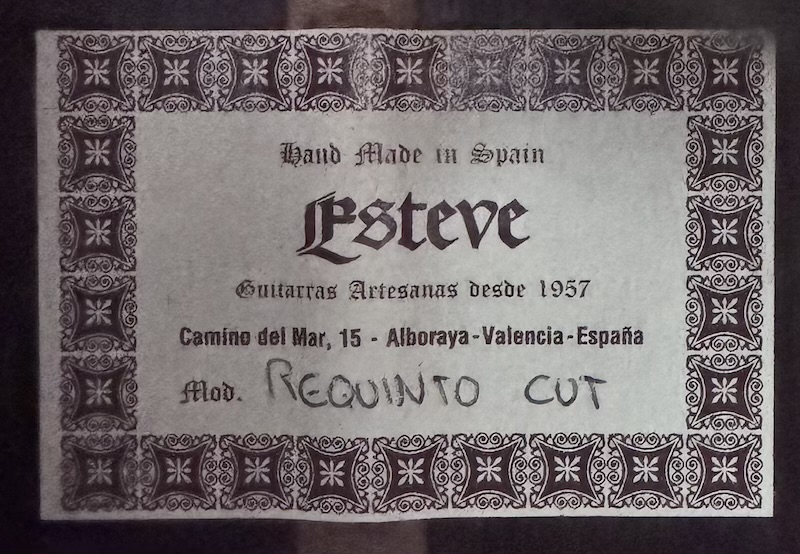 Hand Made in Spain
Esteve
Guitarras Artesanas desde 1957
Camino del Mar, 15 - Alboraya-Valencia-España
Mod. REQUINTO CUT